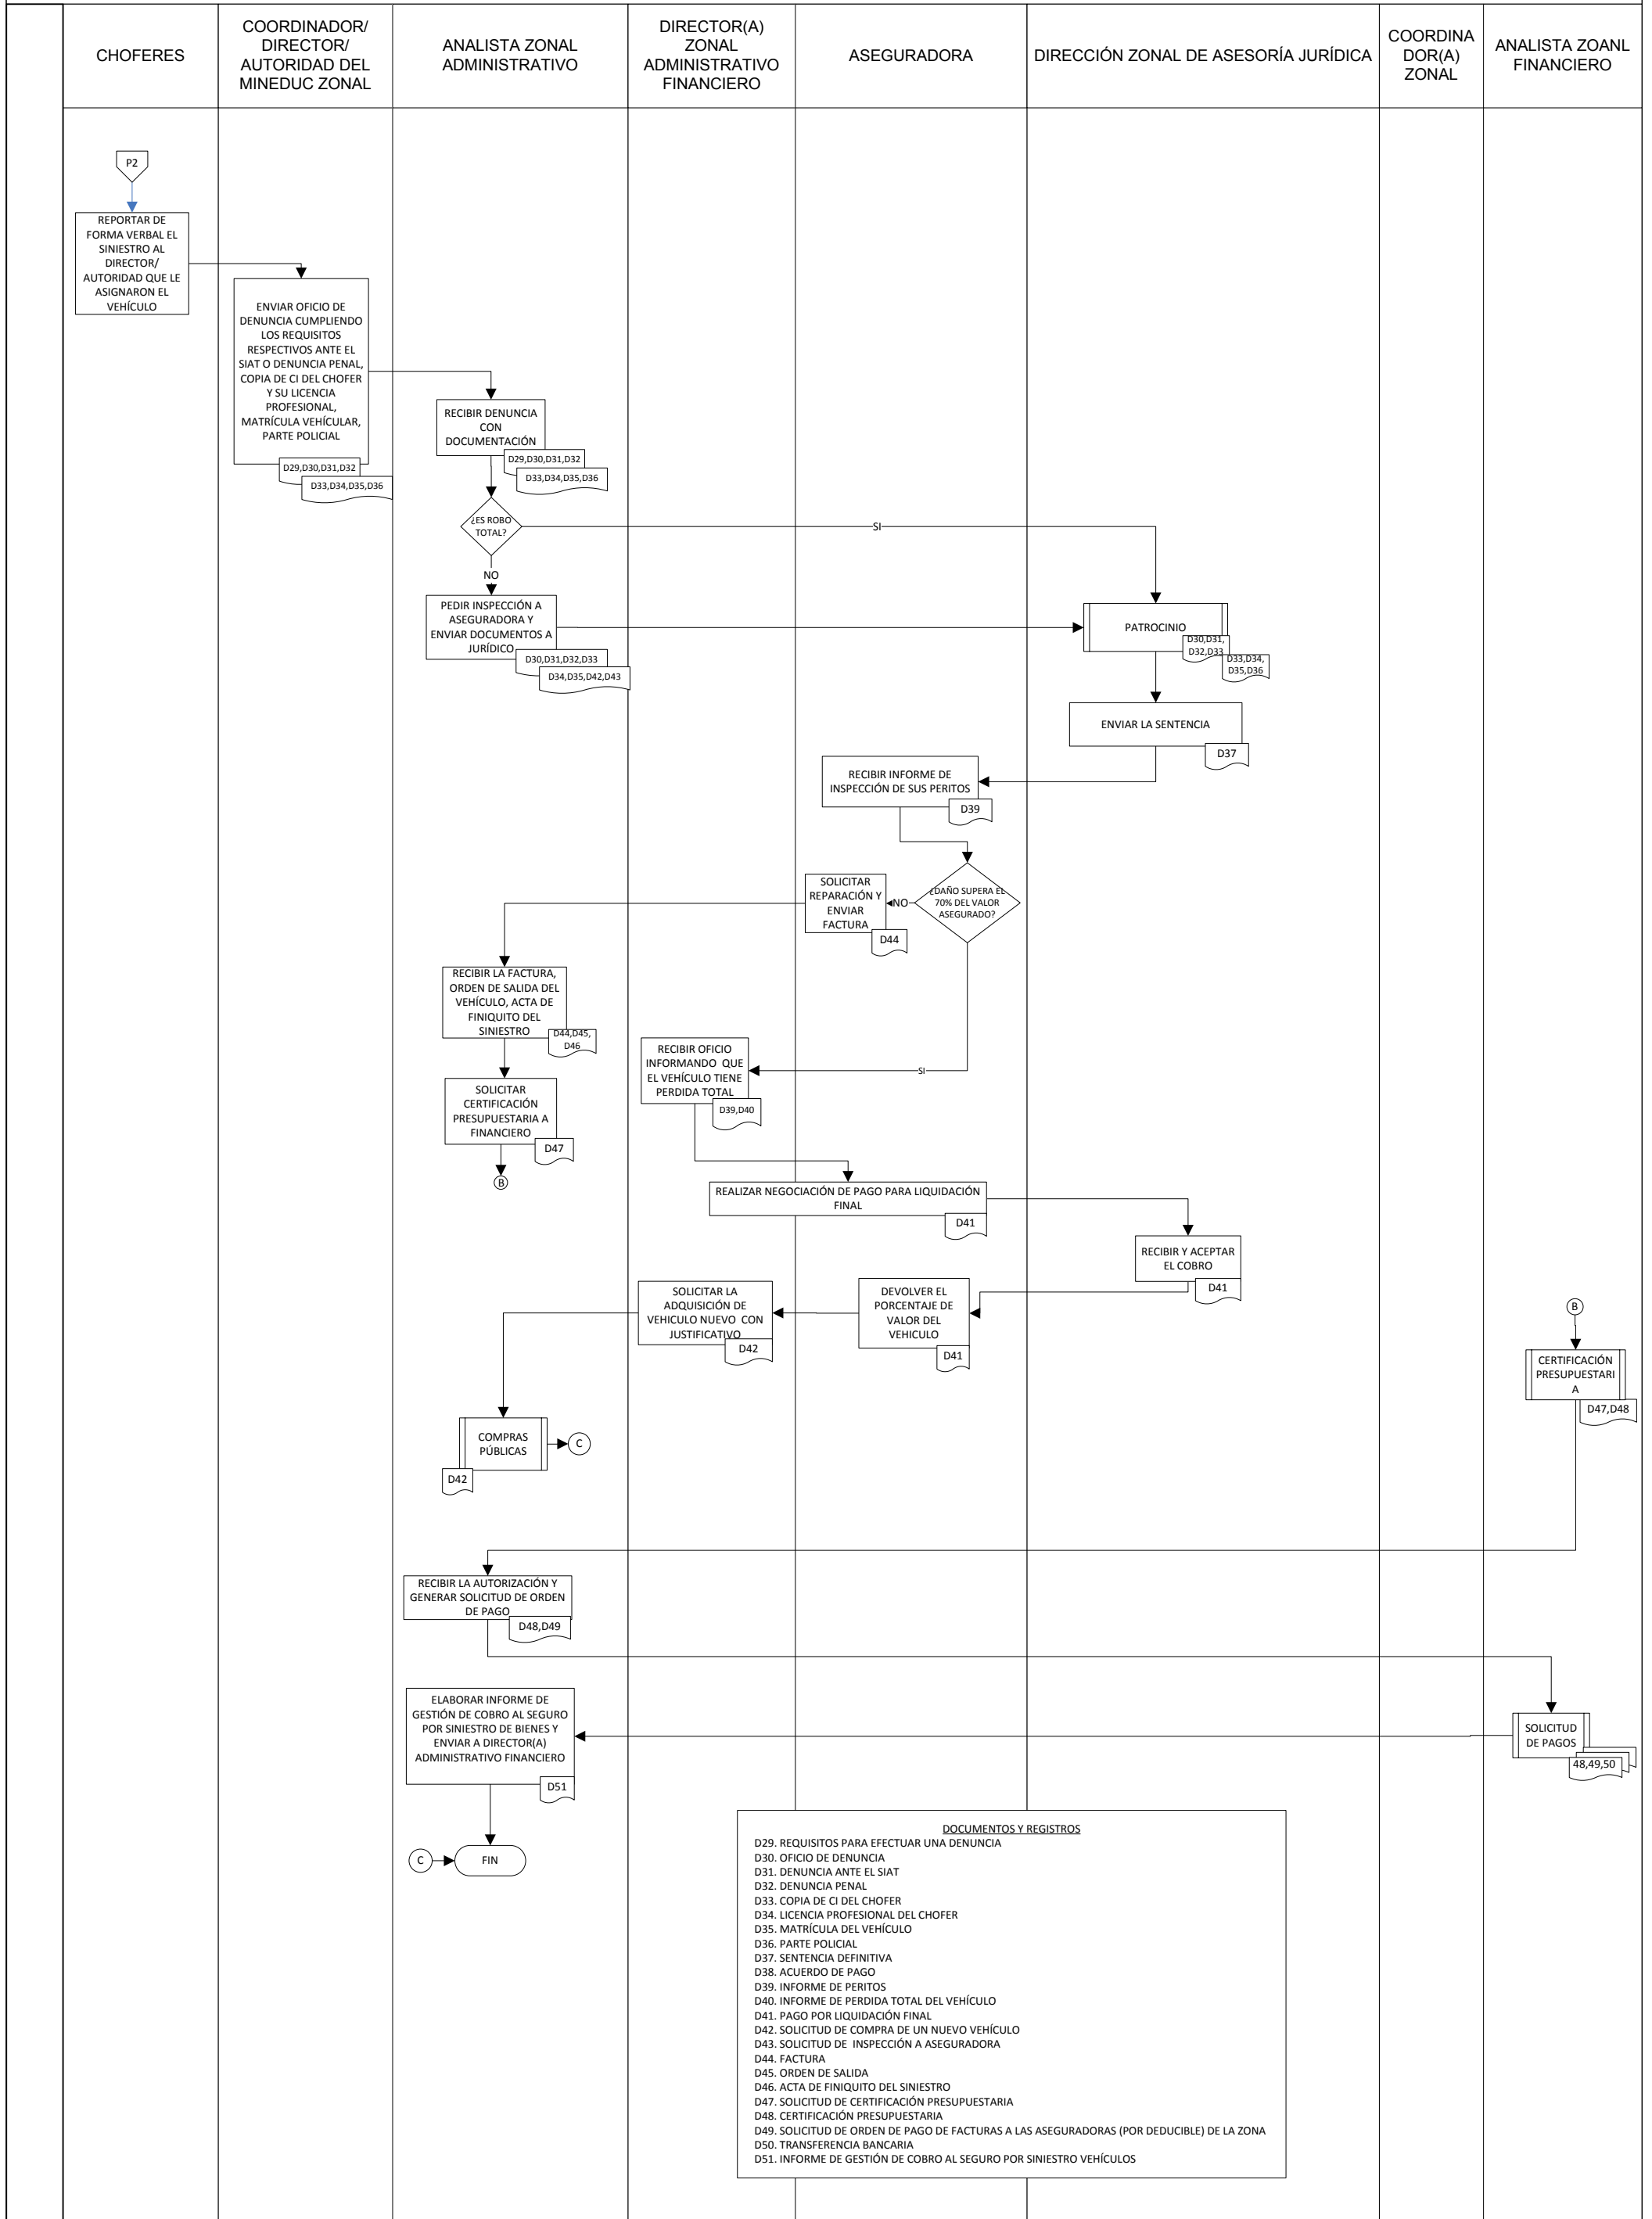 CHOFERES
COORDINADOR/
DIRECTOR/
AUTORIDAD DEL
MINEDUC ZONAL
ANALISTA ZONAL
ADMINISTRATIVO
DIRECTOR(A)
ZONAL
ADMINISTRATIVO
FINANCIERO
ASEGURADORA
DIRECCIÓN ZONAL DE ASESORÍA JURÍDICA
COORDINA
DOR(A)
ZONAL
ANALISTA ZOANL
FINANCIERO
P2
REPORTAR DE
FORMA VERBAL EL
SINIESTRO AL
DIRECTOR/
AUTORIDAD QUE LE
ASIGNARON EL
VEHÍCULO
ENVIAR OFICIO DE
DENUNCIA CUMPLIENDO
LOS REQUISITOS
RESPECTIVOS ANTE EL
SIAT O DENUNCIA PENAL,
COPIA DE CI DEL CHOFER
Y SU LICENCIA
PROFESIONAL,
MATRÍCULA VEHÍCULAR,
PARTE POLICIAL
D29,D30,D31,D32
D33,D34,D35,D36
RECIBIR DENUNCIA
CON
DOCUMENTACIÓN
D29,D30,D31,D32
D33,D34,D35,D36
¿ES ROBO
TOTAL?
SI
NO
PEDIR INSPECCIÓN A
ASEGURADORA Y
ENVIAR DOCUMENTOS A
JURÍDICO
D30,D31,D32,D33
D34,D35,D42,D43
PATROCINIO
D30,D31,
D32,D33
D33,D34,
D35,D36
ENVIAR LA SENTENCIA
D37
RECIBIR INFORME DE
INSPECCIÓN DE SUS PERITOS
D39
¿DAÑO SUPERA EL
70% DEL VALOR
ASEGURADO?
NO
SOLICITAR
REPARACIÓN Y
ENVIAR
FACTURA
D44
RECIBIR LA FACTURA,
ORDEN DE SALIDA DEL
VEHÍCULO, ACTA DE
FINIQUITO DEL
SINIESTRO
D44,D45,
D46
SI
RECIBIR OFICIO
INFORMANDO QUE
EL VEHÍCULO TIENE
PERDIDA TOTAL
D39,D40
SOLICITAR
CERTIFICACIÓN
PRESUPUESTARIA A
FINANCIERO
D47
B
REALIZAR NEGOCIACIÓN DE PAGO PARA LIQUIDACIÓN
FINAL
D41
RECIBIR Y ACEPTAR
EL COBRO
D41
DEVOLVER EL
PORCENTAJE DE
VALOR DEL
VEHICULO
D41
SOLICITAR LA
ADQUISICIÓN DE
VEHICULO NUEVO CON
JUSTIFICATIVO
D42
B
CERTIFICACIÓN
PRESUPUESTARI
A
D47,D48
COMPRAS
PÚBLICAS
D42
C
RECIBIR LA AUTORIZACIÓN Y
GENERAR SOLICITUD DE ORDEN
DE PAGO
D48,D49
SOLICITUD
DE PAGOS
48,49,50
ELABORAR INFORME DE
GESTIÓN DE COBRO AL SEGURO
POR SINIESTRO DE BIENES Y
ENVIAR A DIRECTOR(A)
ADMINISTRATIVO FINANCIERO
D51
C
FIN
DOCUMENTOS Y REGISTROS
D29. REQUISITOS PARA EFECTUAR UNA DENUNCIA
D30. OFICIO DE DENUNCIA
D31. DENUNCIA ANTE EL SIAT
D32. DENUNCIA PENAL
D33. COPIA DE CI DEL CHOFER
D34. LICENCIA PROFESIONAL DEL CHOFER
D35. MATRÍCULA DEL VEHÍCULO
D36. PARTE POLICIAL
D37. SENTENCIA DEFINITIVA
D38. ACUERDO DE PAGO
D39. INFORME DE PERITOS
D40. INFORME DE PERDIDA TOTAL DEL VEHÍCULO
D41. PAGO POR LIQUIDACIÓN FINAL
D42. SOLICITUD DE COMPRA DE UN NUEVO VEHÍCULO
D43. SOLICITUD DE INSPECCIÓN A ASEGURADORA
D44. FACTURA
D45. ORDEN DE SALIDA
D46. ACTA DE FINIQUITO DEL SINIESTRO
D47. SOLICITUD DE CERTIFICACIÓN PRESUPUESTARIA
D48. CERTIFICACIÓN PRESUPUESTARIA
D49. SOLICITUD DE ORDEN DE PAGO DE FACTURAS A LAS ASEGURADORAS (POR DEDUCIBLE) DE LA ZONA
D50. TRANSFERENCIA BANCARIA
D51. INFORME DE GESTIÓN DE COBRO AL SEGURO POR SINIESTRO VEHÍCULOS